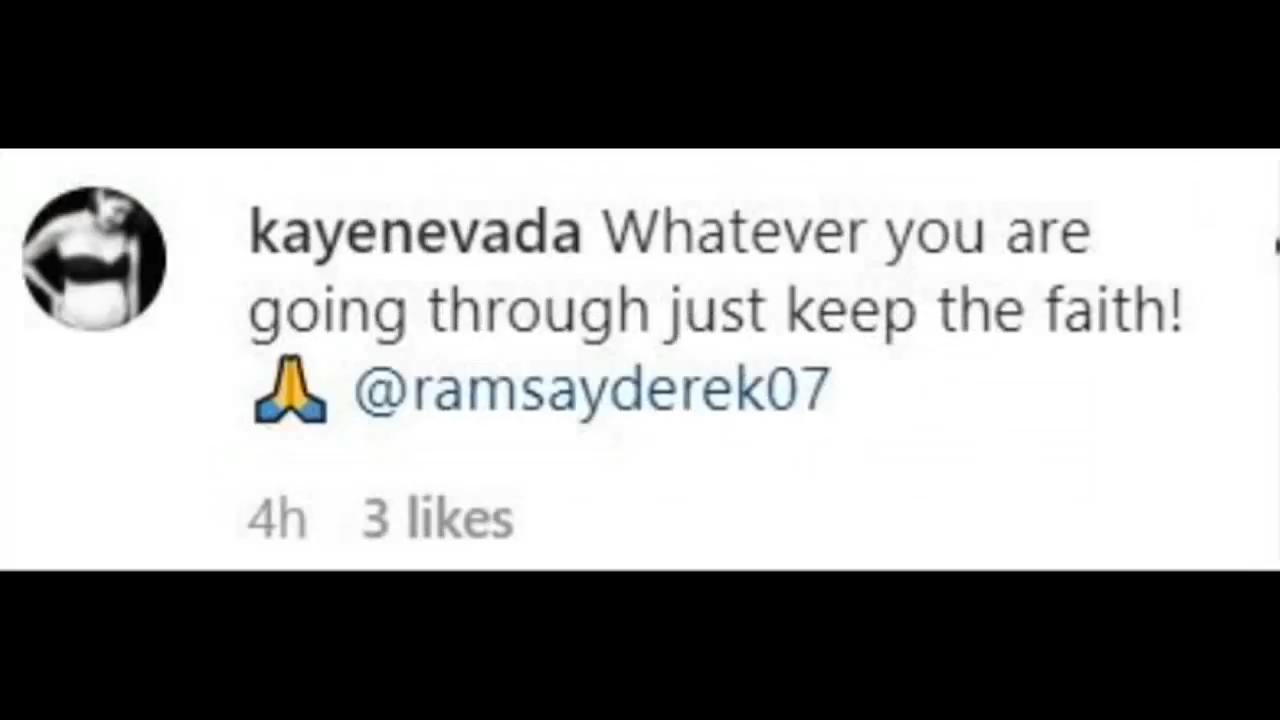 kayenevada Whatever you are
going through just keep the faith!
🙏 @ramsayderek07
4h 3 likes